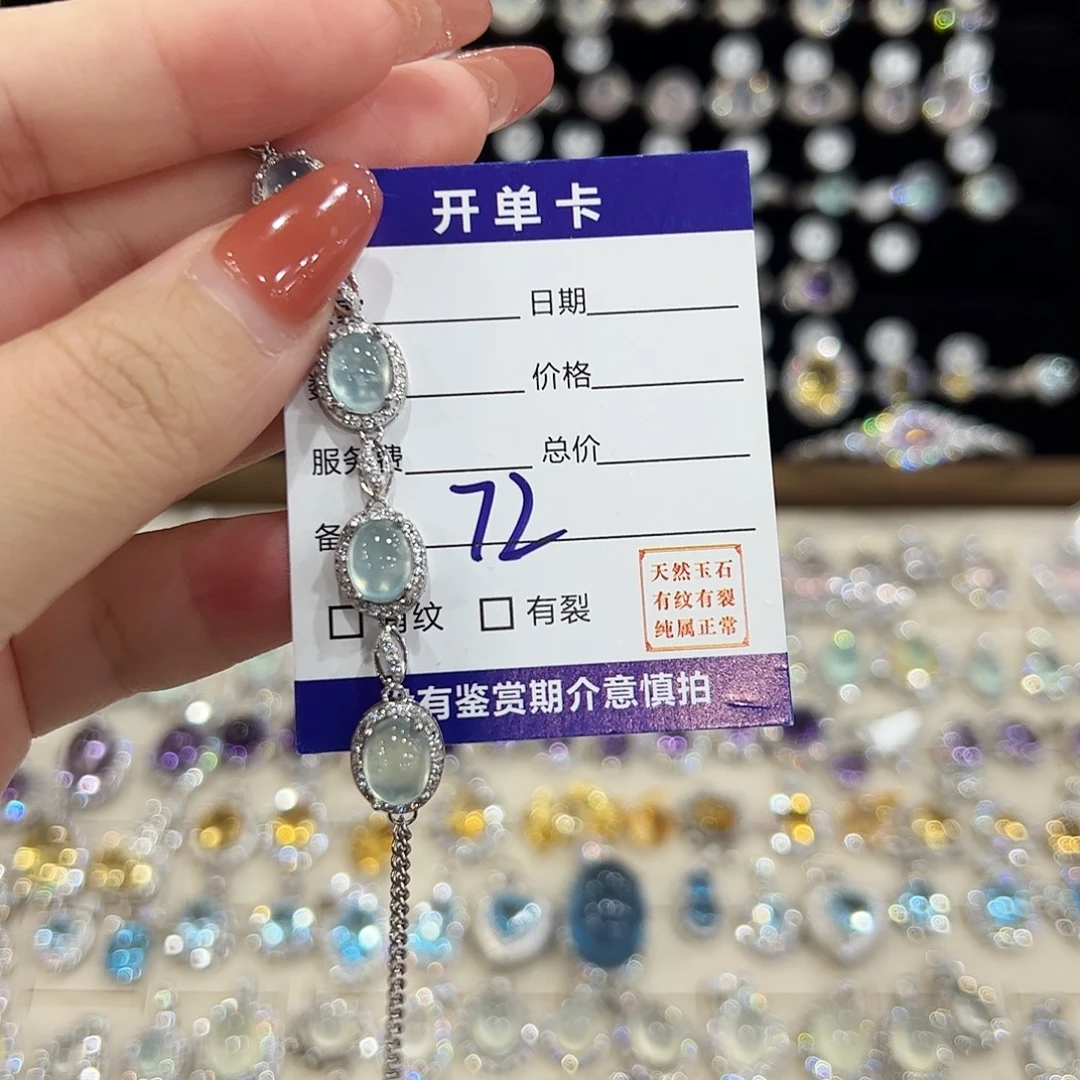 开单卡
日期
价格
服务费 总价
备 72
有纹 有裂
天然玉石
有纹有裂
纯属正常
有鉴赏期介意慎拍